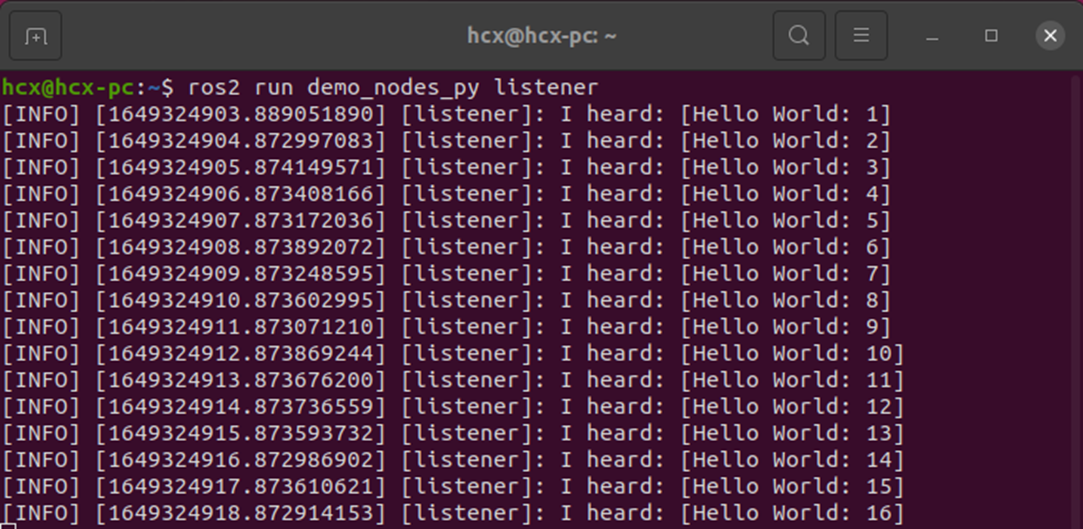 hcx@hcx-pc: ~
hcx@hcx-pc:~$ ros2 run demo_nodes_py listener
[INFO] [1649324903.889051890] [listener]: I heard: [Hello World: 1]
[INFO] [1649324904.872997083] [listener]: I heard: [Hello World: 2]
[INFO] [1649324905.874149571] [listener]: I heard: [Hello World: 3]
[INFO] [1649324906.873408166] [listener]: I heard: [Hello World: 4]
[INFO] [1649324907.873172036] [listener]: I heard: [Hello World: 5]
[INFO] [1649324908.873892072] [listener]: I heard: [Hello World: 6]
[INFO] [1649324909.873248595] [listener]: I heard: [Hello World: 7]
[INFO] [1649324910.873602995] [listener]: I heard: [Hello World: 8]
[INFO] [1649324911.873071210] [listener]: I heard: [Hello World: 9]
[INFO] [1649324912.873869244] [listener]: I heard: [Hello World: 10]
[INFO] [1649324913.873676200] [listener]: I heard: [Hello World: 11]
[INFO] [1649324914.873736559] [listener]: I heard: [Hello World: 12]
[INFO] [1649324915.873593732] [listener]: I heard: [Hello World: 13]
[INFO] [1649324916.872986902] [listener]: I heard: [Hello World: 14]
[INFO] [1649324917.873610621] [listener]: I heard: [Hello World: 15]
[INFO] [1649324918.872914153] [listener]: I heard: [Hello World: 16]